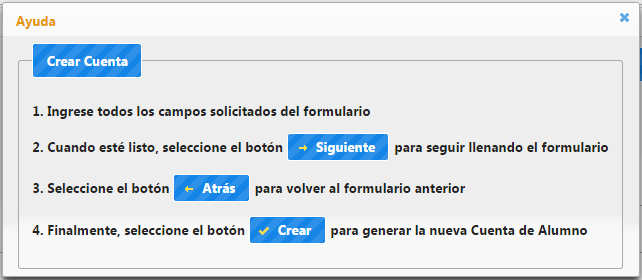 Ayuda
Crear Cuenta
1. Ingrese todos los campos solicitados del formulario
2. Cuando esté listo, seleccione el botón → Siguiente para seguir llenando el formulario
3. Seleccione el botón ← Atrás para volver al formulario anterior
4. Finalmente, seleccione el botón ✓ Crear para generar la nueva Cuenta de Alumno